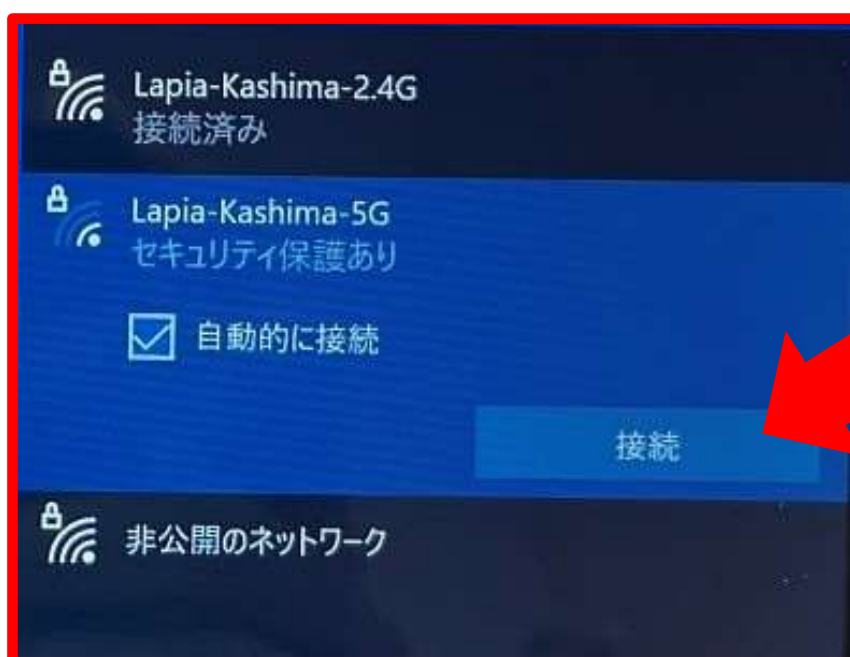 Lapia-Kashima-2.4G
接続済み
Lapia-Kashima-5G
セキュリティ保護あり
自動的に接続
接続
非公開のネットワーク